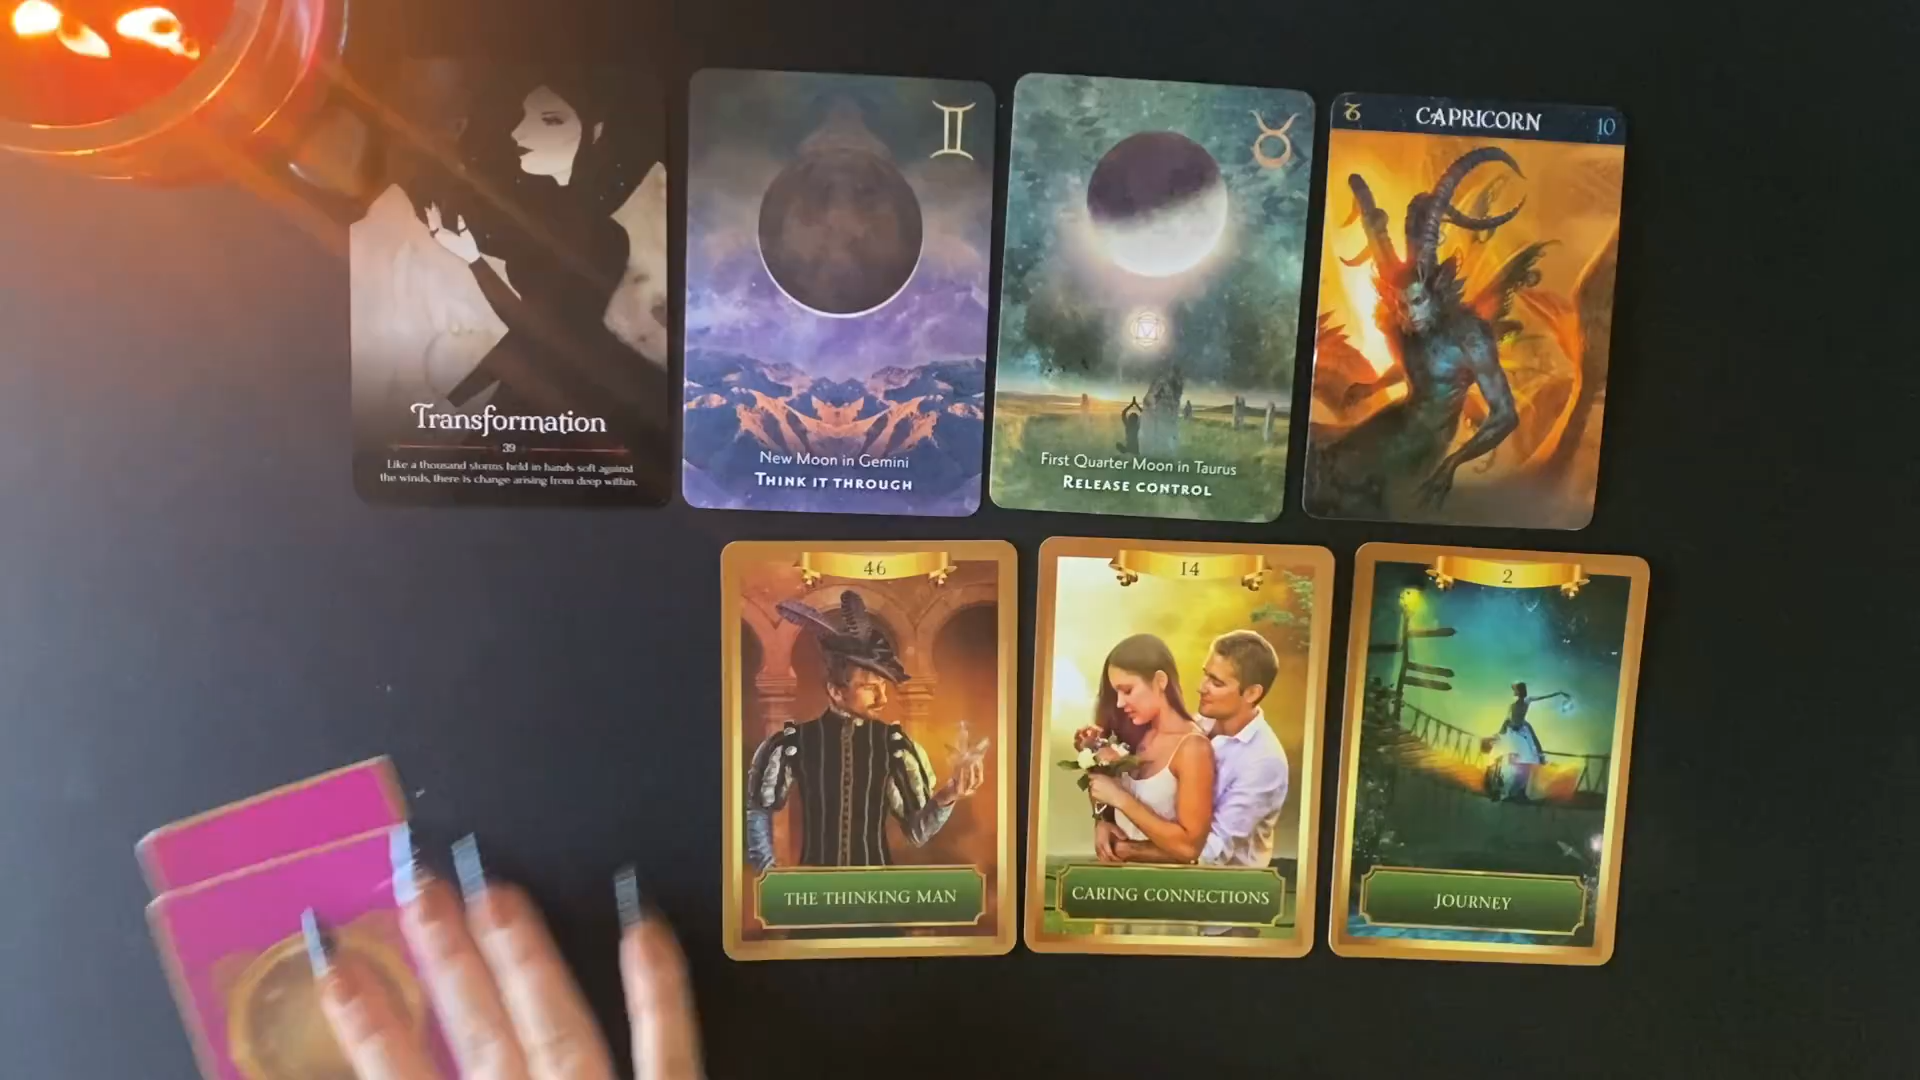 Transformation
39
Like a thousand storms held in hands soft against
the winds, there is change arising from deep within.
New Moon in Gemini
THINK IT THROUGH
First Quarter Moon in Taurus
RELEASE CONTROL
CAPRICORN
10
46
THE THINKING MAN
14
CARING CONNECTIONS
2
JOURNEY